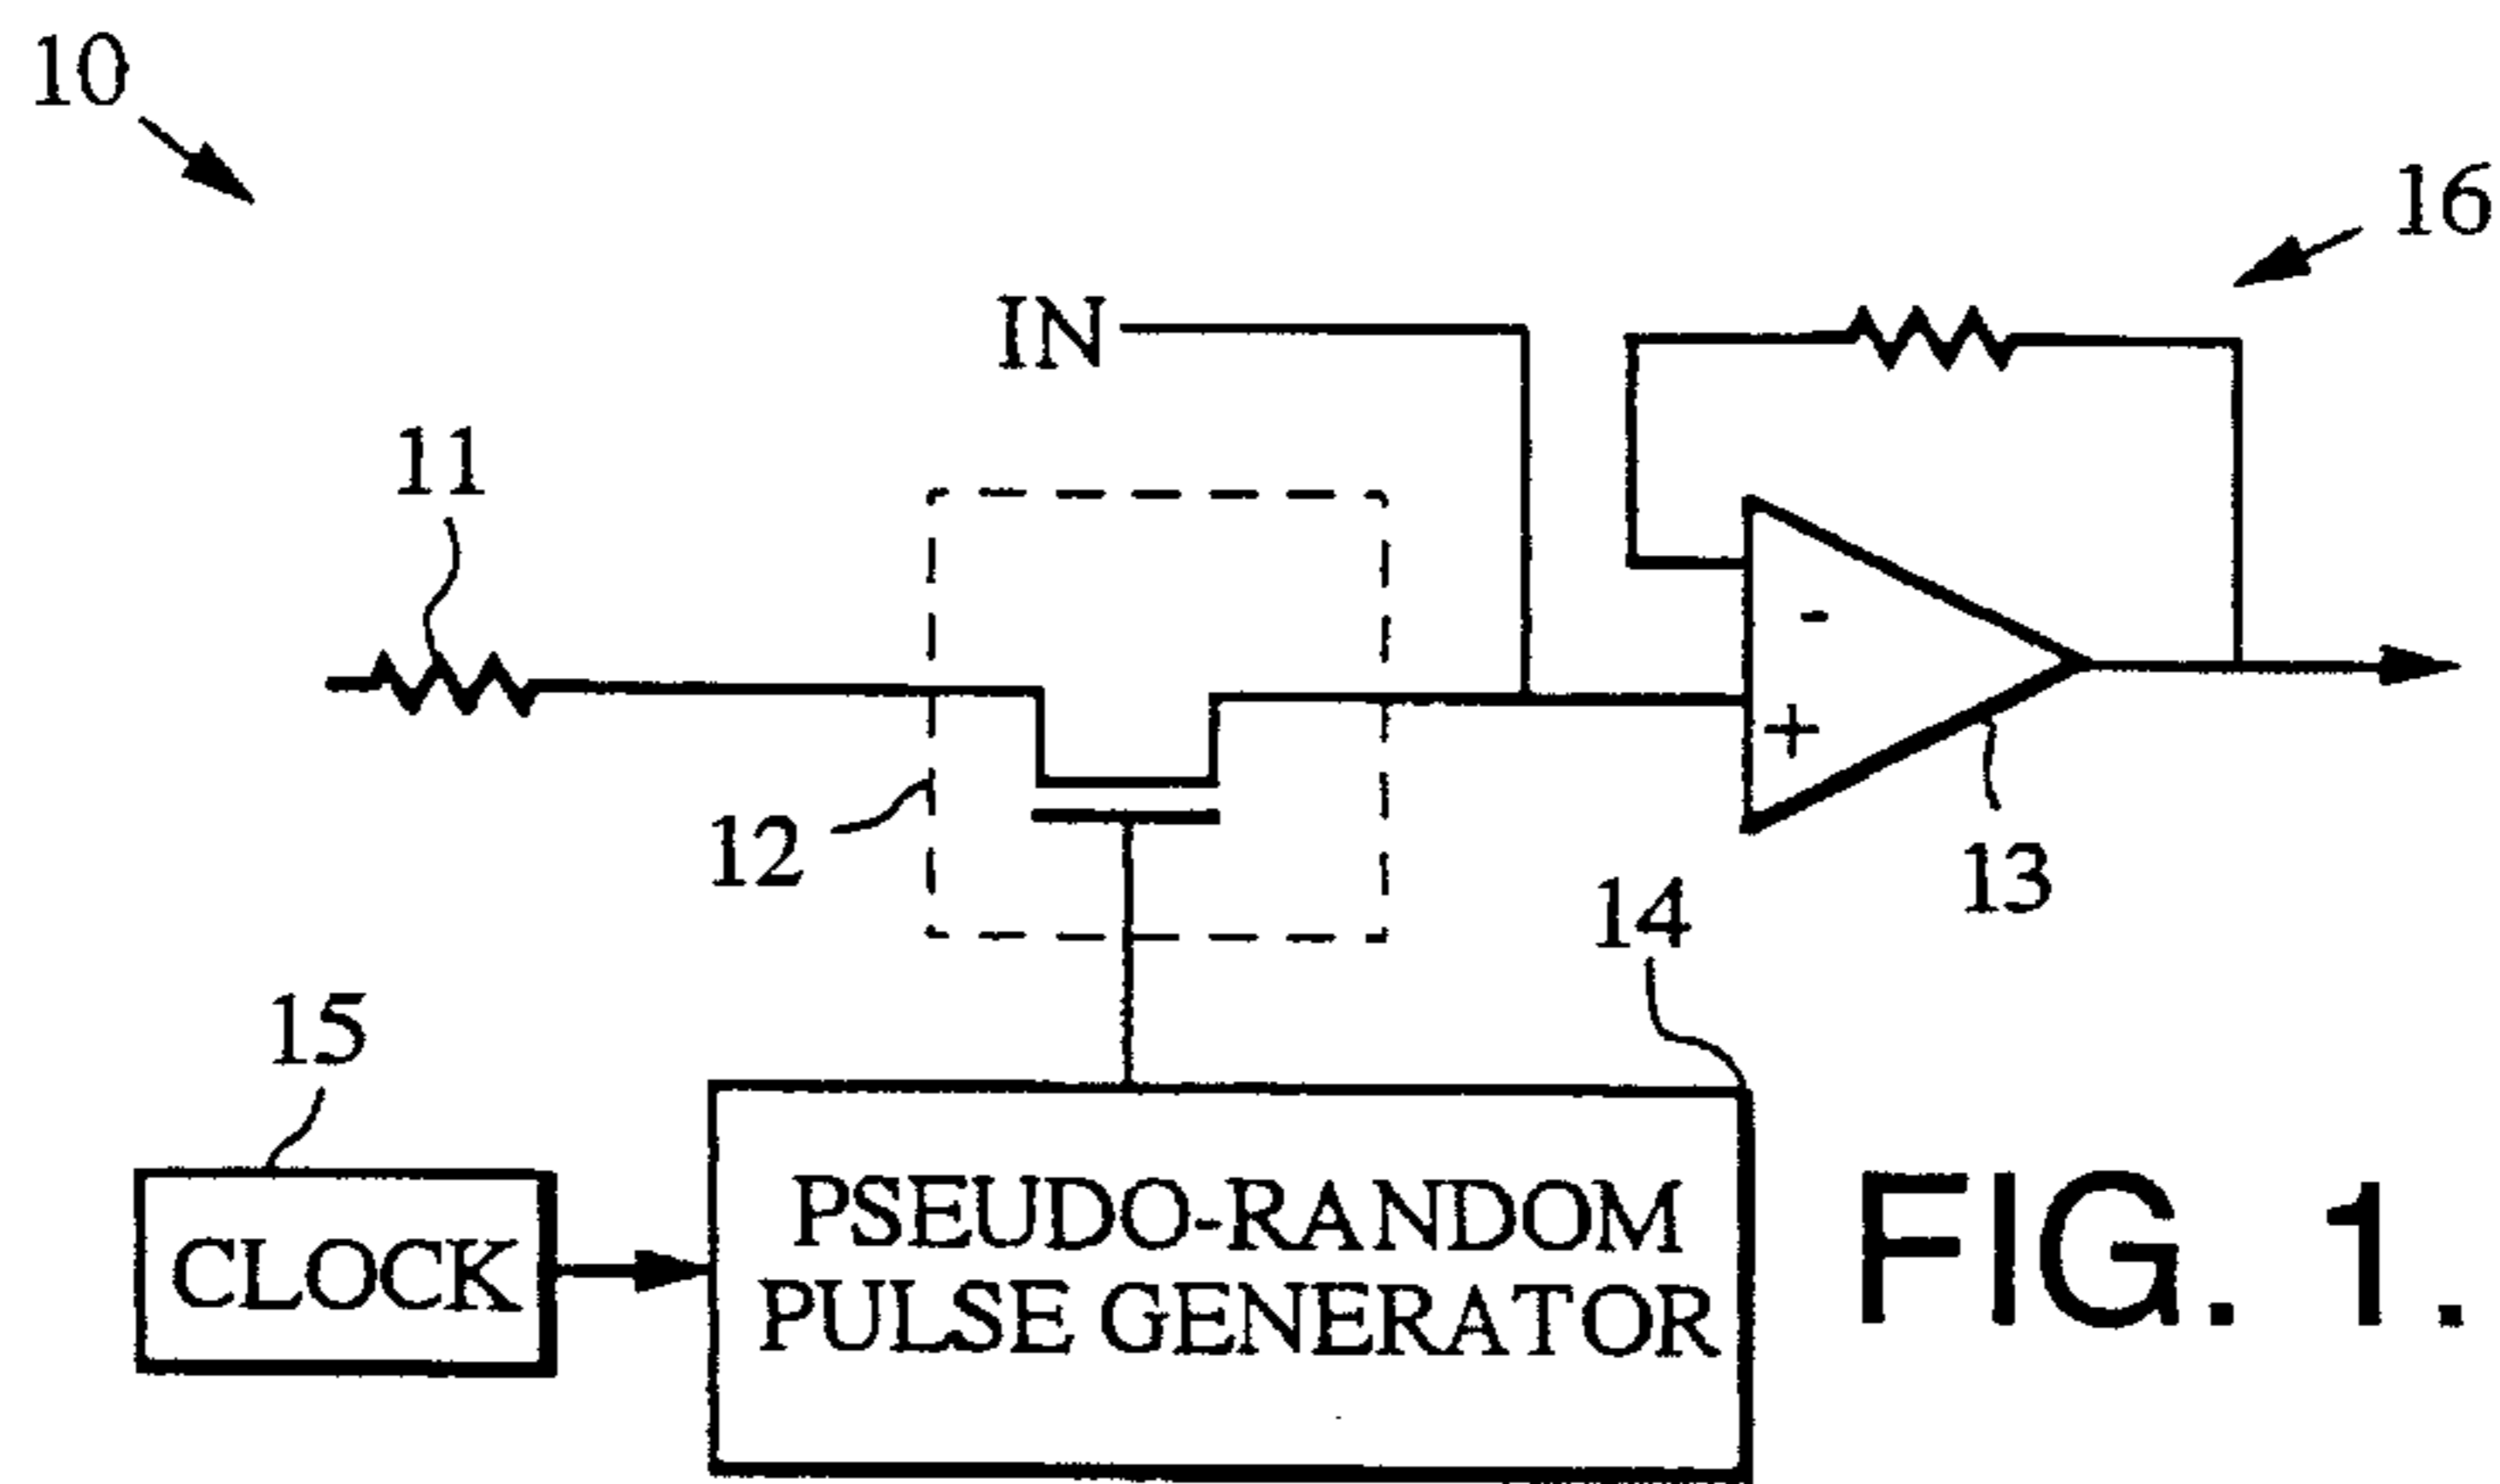 10
16
IN
11
-
+
12
13
14
15
CLOCK
PSEUDO-RANDOM
PULSE GENERATOR
FIG. 1.